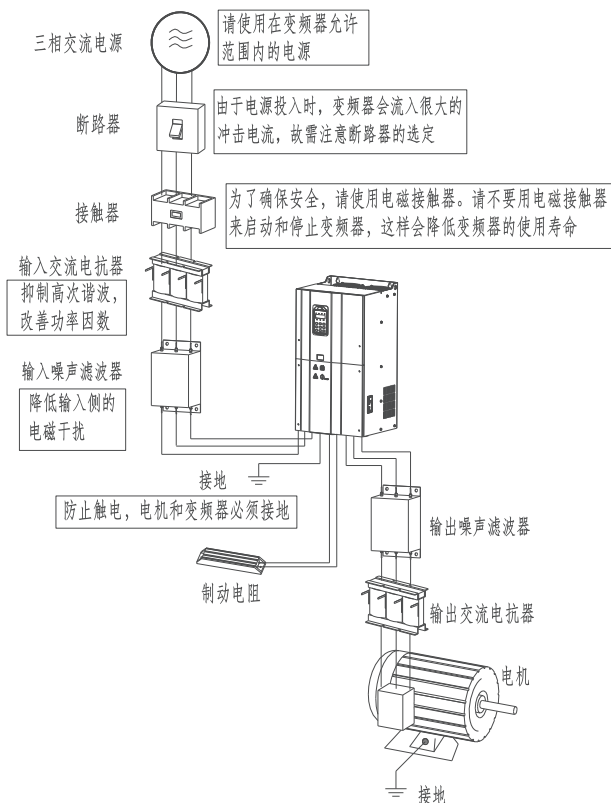 三相交流电源
请使用在变频器允许
范围内的电源
断路器
由于电源投入时，变频器会流入很大的
冲击电流，故需注意断路器的选定
接触器
为了确保安全，请使用电磁接触器。请不要用电磁接触器
来启动和停止变频器，这样会降低变频器的使用寿命
输入交流电抗器
抑制高次谐波，
改善功率因数
输入噪声滤波器
降低输入侧的
电磁干扰
接地
防止触电，电机和变频器必须接地
制动电阻
输出噪声滤波器
输出交流电抗器
电机
接地